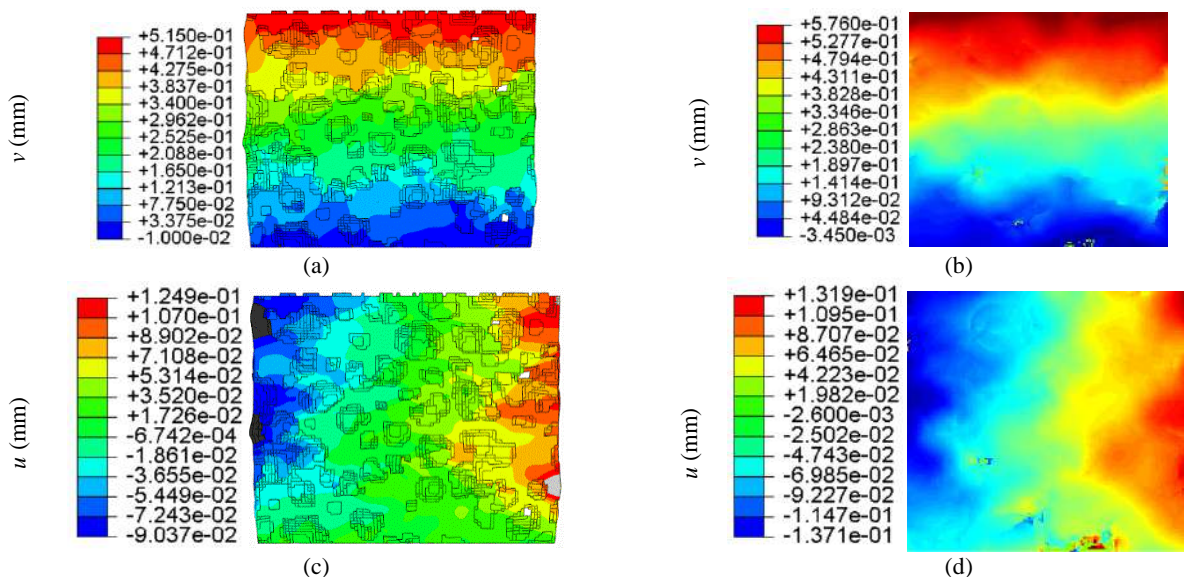 v (mm)
+5.150e-01
+4.712e-01
+4.275e-01
+3.837e-01
+3.400e-01
+2.962e-01
+2.525e-01
+2.088e-01
+1.650e-01
+1.213e-01
+7.750e-02
+3.375e-02
-1.000e-02
(a)
v (mm)
+5.760e-01
+5.277e-01
+4.794e-01
+4.311e-01
+3.828e-01
+3.346e-01
+2.863e-01
+2.380e-01
+1.897e-01
+1.414e-01
+9.312e-02
+4.484e-02
-3.450e-03
(b)
u (mm)
+1.249e-01
+1.070e-01
+8.902e-02
+7.108e-02
+5.314e-02
+3.520e-02
+1.726e-02
-6.742e-04
-1.861e-02
-3.655e-02
-5.449e-02
-7.243e-02
-9.037e-02
(c)
u (mm)
+1.319e-01
+1.095e-01
+8.707e-02
+6.465e-02
+4.223e-02
+1.982e-02
-2.600e-03
-2.502e-02
-4.743e-02
-6.985e-02
-9.227e-02
-1.147e-01
-1.371e-01
(d)